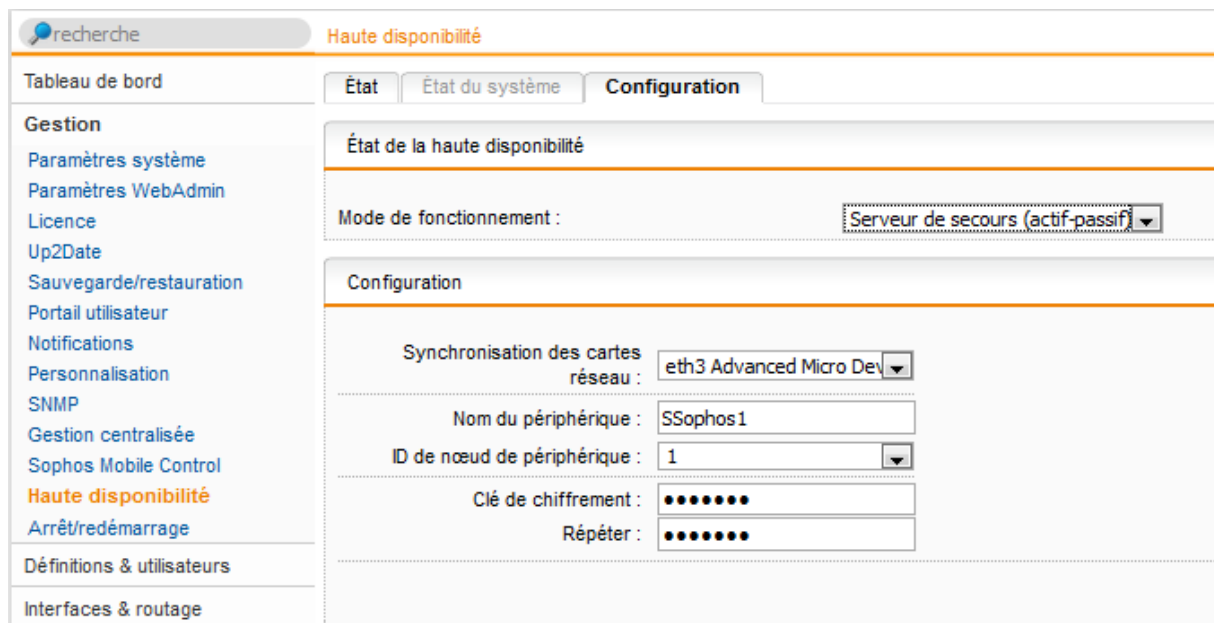 recherche
Haute disponibilité
Tableau de bord
État
État du système
Configuration
Gestion
État de la haute disponibilité
Paramètres système
Paramètres WebAdmin
Mode de fonctionnement :
Serveur de secours (actif-passif)
Licence
Up2Date
Sauvegarde/restauration
Configuration
Portail utilisateur
Notifications
Personnalisation
SNMP
Gestion centralisée
Sophos Mobile Control
Haute disponibilité
Arrêt/redémarrage
Définitions & utilisateurs
Interfaces & routage
Synchronisation des cartes
réseau :
eth3 Advanced Micro Dev
Nom du périphérique :
SSophos1
ID de nœud de périphérique :
1
Clé de chiffrement :
•••••••
Répéter :
•••••••